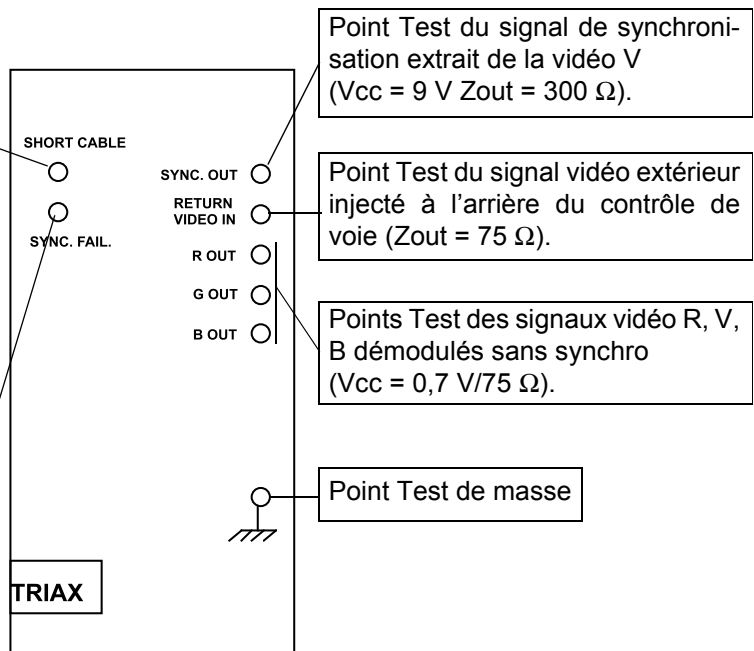 Point Test du signal de synchroni-
sation extrait de la vidéo V
(Vcc = 9 V Zout = 300 Ω).
SHORT CABLE
SYNC. OUT
RETURN
VIDEO IN
SYNC. FAIL.
R OUT
G OUT
B OUT
Point Test du signal vidéo extérieur
injecté à l’arrière du contrôle de
voie (Zout = 75 Ω).
Points Test des signaux vidéo R, V,
B démodulés sans synchro
(Vcc = 0,7 V/75 Ω).
Point Test de masse
TRIAX